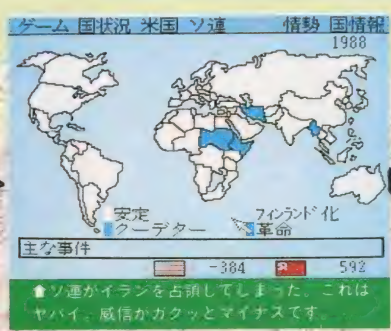 ゲーム 国状況 米国 ソ連 情勢 国情報
1988
安定 フィンランド化
クーデター 革命
主な事件
-384 592
⬆ソ連がイランを占領してしまった。これは
ヤバイ、威信がガクッとマイナスです。